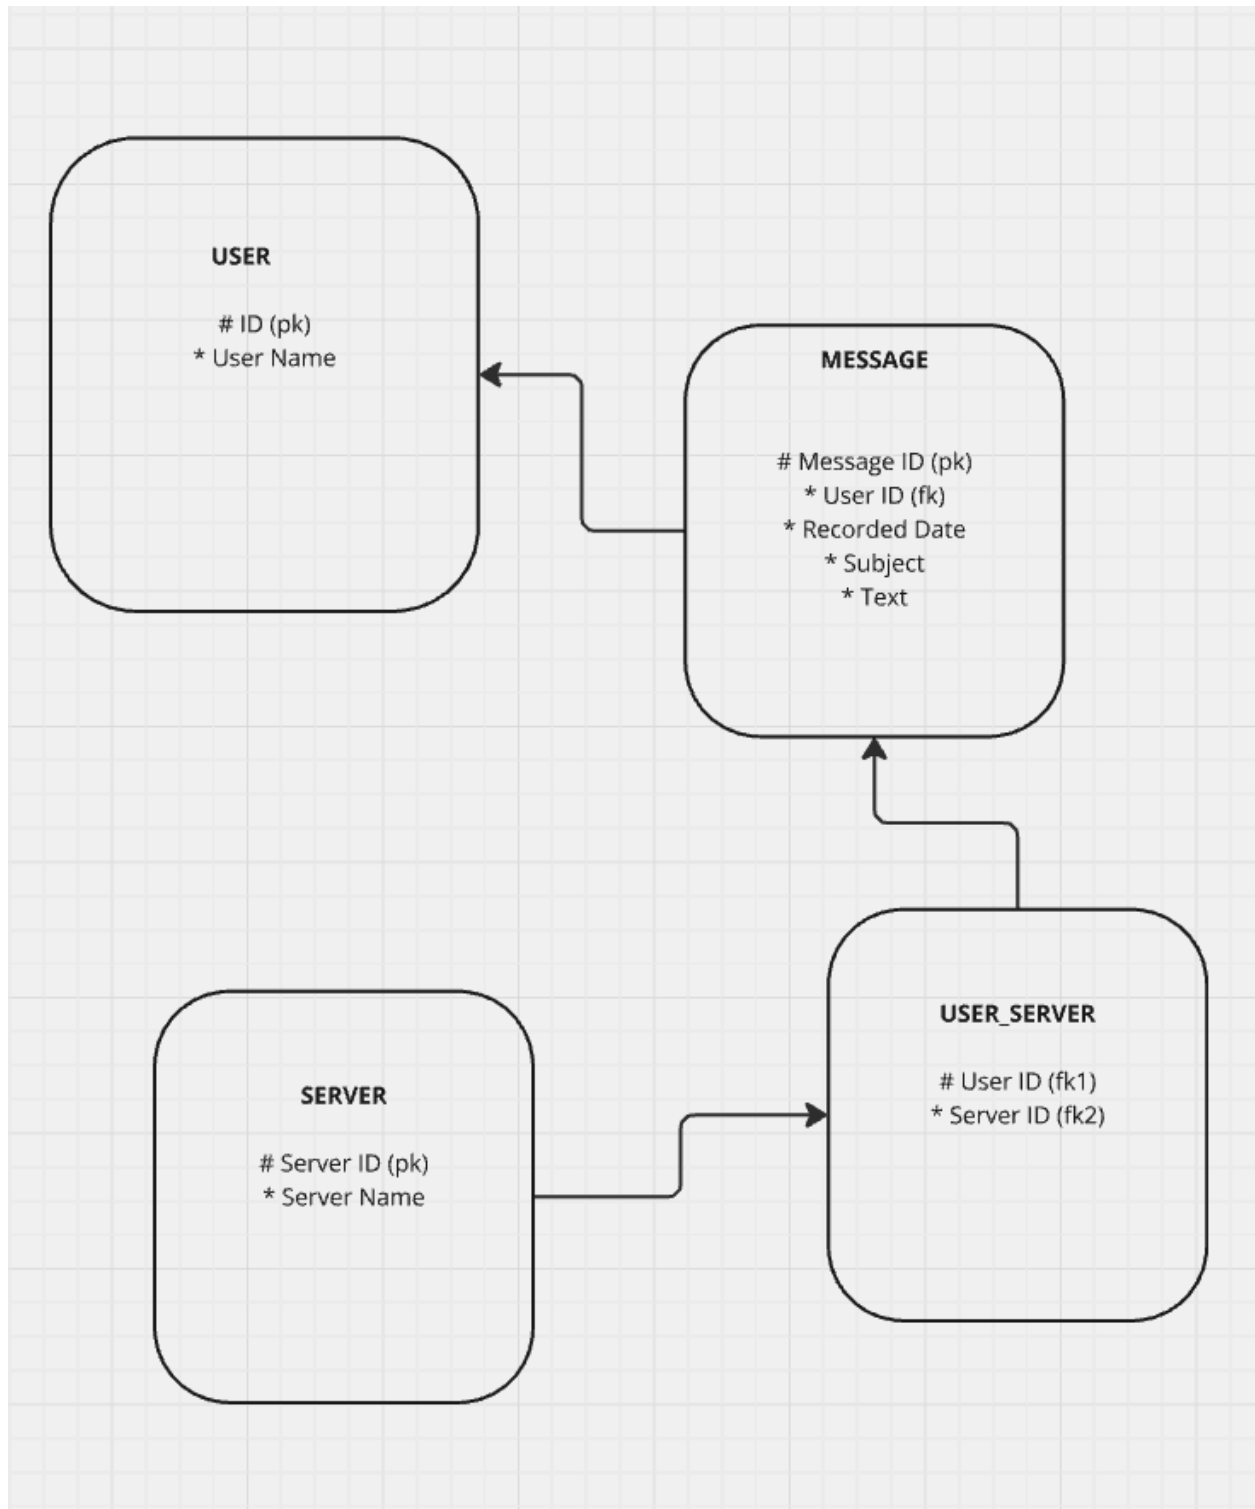 USER
# ID (pk)
* User Name
MESSAGE
# Message ID (pk)
* User ID (fk)
* Recorded Date
* Subject
* Text
USER_SERVER
# User ID (fk1)
* Server ID (fk2)
SERVER
# Server ID (pk)
* Server Name